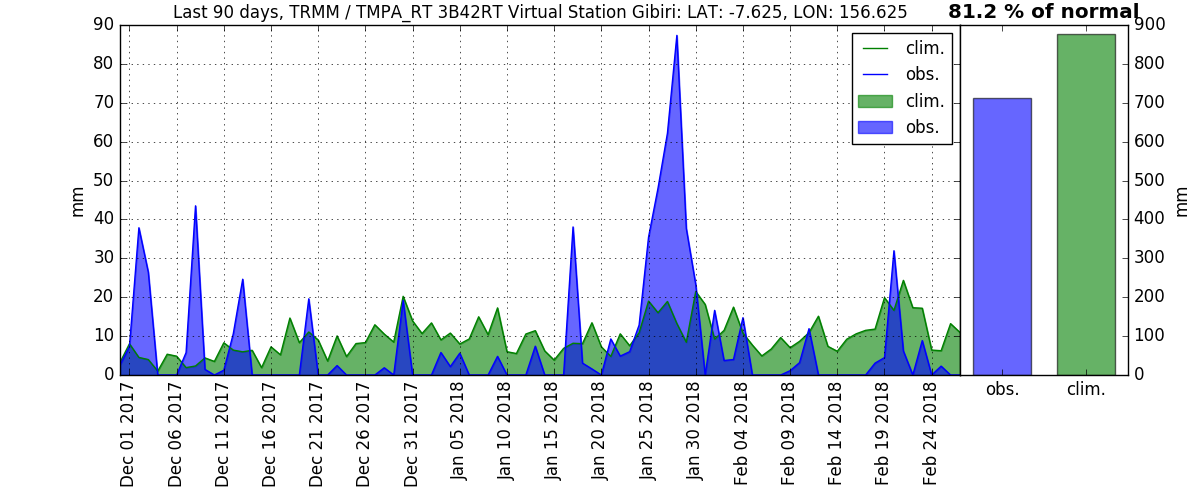 Last 90 days, TRMM / TMPA_RT 3B42RT Virtual Station Gibiri: LAT: -7.625, LON: 156.625
81.2 % of normal
90
80
70
60
50
40
30
20
10
0
mm
clim.
obs.
clim.
obs.
900
800
700
600
500
400
300
200
100
0
mm
Dec 01 2017
Dec 06 2017
Dec 11 2017
Dec 16 2017
Dec 21 2017
Dec 26 2017
Dec 31 2017
Jan 05 2018
Jan 10 2018
Jan 15 2018
Jan 20 2018
Jan 25 2018
Jan 30 2018
Feb 04 2018
Feb 09 2018
Feb 14 2018
Feb 19 2018
Feb 24 2018
obs.
clim.